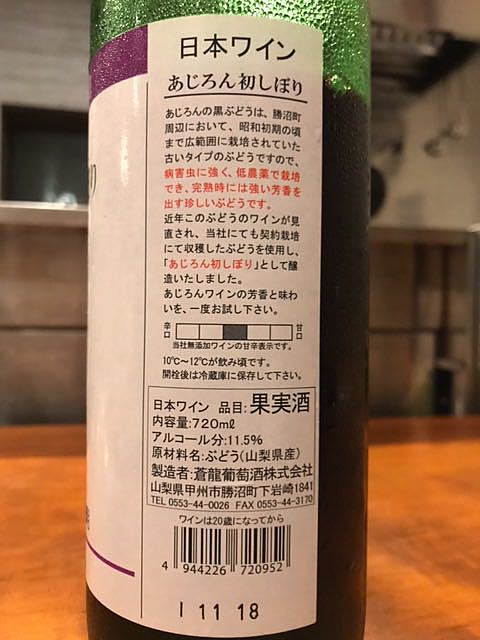 日本ワイン
あじろん初しぼり
あじろんの黒ぶどうは、勝沼町
周辺において、昭和初期の頃
まで広範囲に栽培されていた
古いタイプのぶどうですので、
病害虫に強く、低農薬で栽培
でき、完熟時には強い芳香を
出す珍しいぶどうです。
近年このぶどうのワインが見
直され、当社にても契約栽培
にて収穫したぶどうを使用し、
「あじろん初しぼり」として醸
造いたしました。
あじろんワインの芳香と味わ
いを、一度お試し下さい。
辛口 甘口
当社無添加ワインの甘辛表示です。
10℃～12℃が飲み頃です。
開栓後は冷蔵庫に保存して下さい。
日本ワイン 品目:果実酒
内容量:720mℓ
アルコール分:11.5%
原材料名:ぶどう(山梨県産)
製造者:蒼龍葡萄酒株式会社
山梨県甲州市勝沼町下岩崎1841
TEL 0553-44-0026 FAX 0553-44-3170
ワインは20歳になってから
4 944226 720952
1 11 18